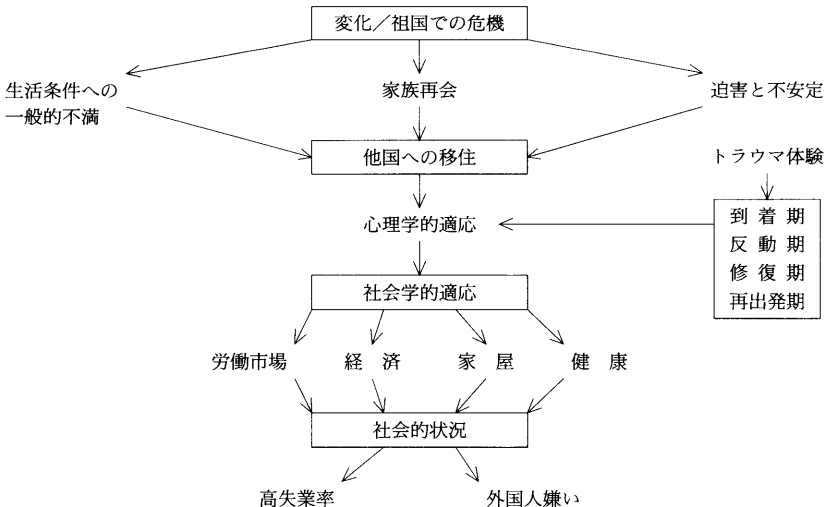 変化／祖国での危機
生活条件への
一般的不満
家族再会
迫害と不安定
他国への移住
トラウマ体験
心理学的適応
到着期
反動期
修復期
再出発期
社会学的適応
労働市場
経済
家屋
健康
社会的状況
高失業率
外国人嫌い